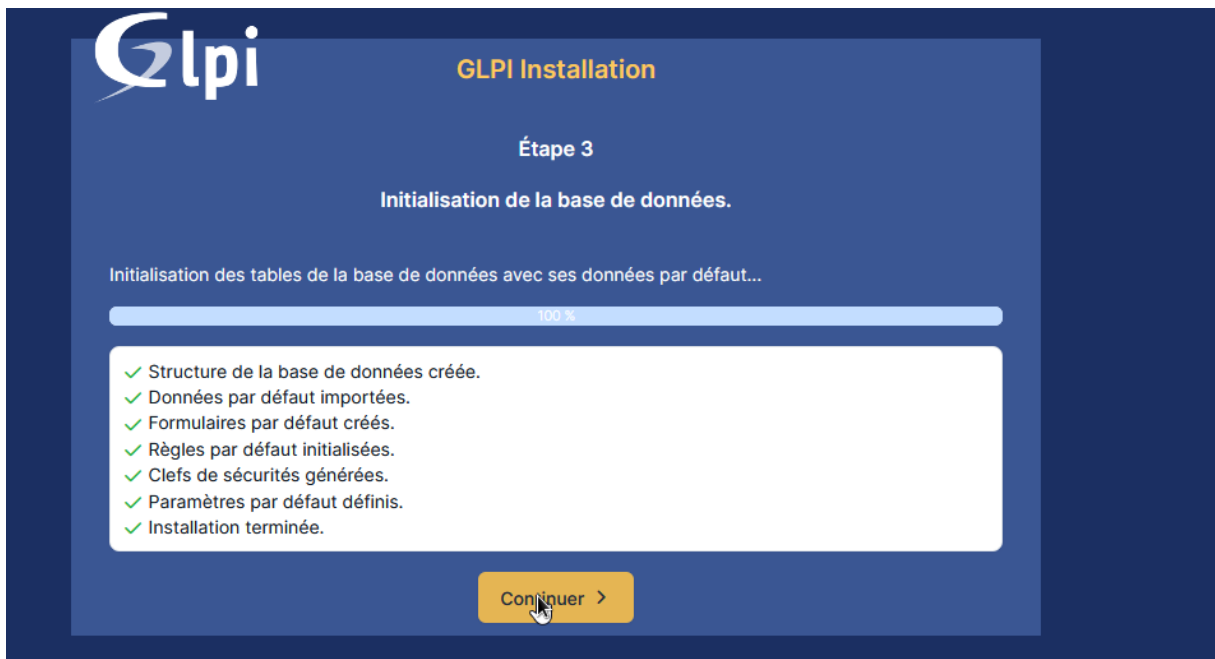 Glpi
GLPI Installation
Étape 3
Initialisation de la base de données.
Initialisation des tables de la base de données avec ses données par défaut...
100 %
Structure de la base de données créée.
Données par défaut importées.
Formulaires par défaut créés.
Règles par défaut initialisées.
Clefs de sécurités générées.
Paramètres par défaut définis.
Installation terminée.
Continuer